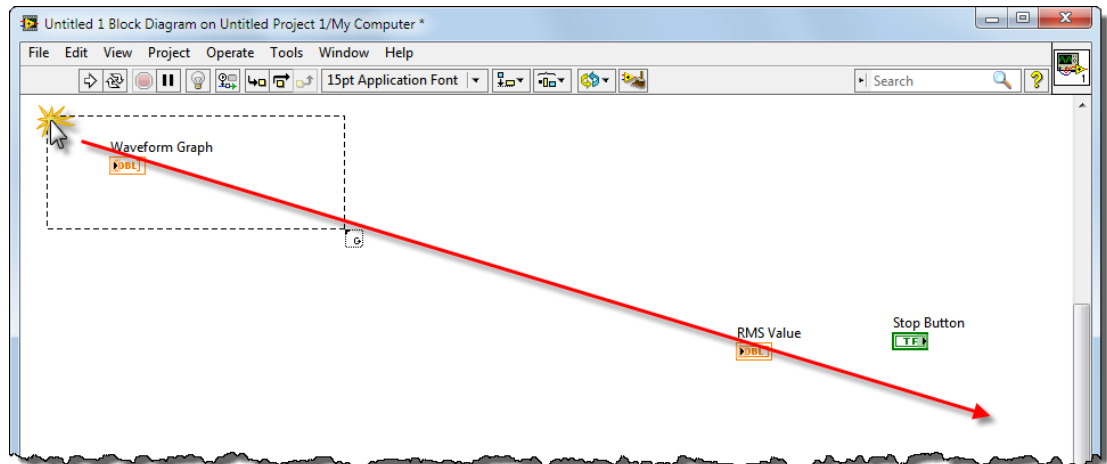 Untitled 1 Block Diagram on Untitled Project 1/My Computer *
File Edit View Project Operate Tools Window Help
15pt Application Font Search ? 1
Waveform Graph
DBL
RMS Value
DBL
Stop Button
TF